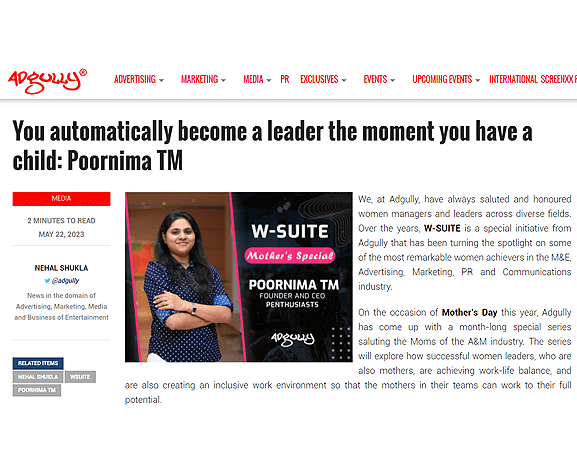 ADGULLY®
ADVERTISING MARKETING MEDIA PR EXCLUSIVES EVENTS UPCOMING EVENTS INTERNATIONAL SCREENXX
You automatically become a leader the moment you have a
child: Poornima TM
MEDIA
2 MINUTES TO READ
MAY 22, 2023
NEHAL SHUKLA
@adgully
News in the domain of
Advertising, Marketing, Media
and Business of Entertainment
RELATED ITEMS
NEHAL SHUKLA WSUITE
POORNIMA TM
W-SUITE
Mother's Special
POORNIMA TM
FOUNDER AND CEO
PENTHUSIASTS
ADGULLY
We, at Adgully, have always saluted and honoured
women managers and leaders across diverse fields.
Over the years, W-SUITE is a special initiative from
Adgully that has been turning the spotlight on some
of the most remarkable women achievers in the M&E,
Advertising, Marketing, PR and Communications
industry.
On the occasion of Mother's Day this year, Adgully
has come up with a month-long special series
saluting the Moms of the A&M industry. The series
will explore how successful women leaders, who are
also mothers, are achieving work-life balance, and
are also creating an inclusive work environment so that the mothers in their teams can work to their full
potential.